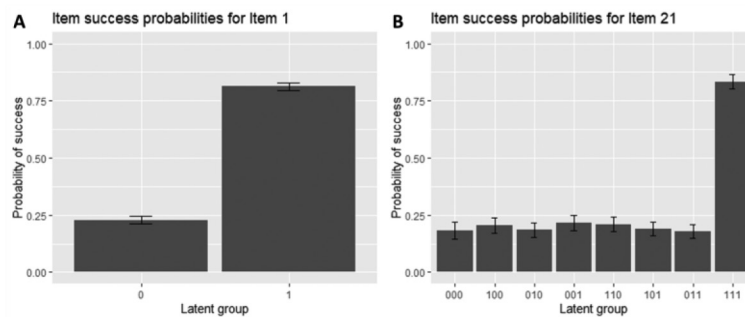 A
Item success probabilities for Item 1
1.00
0.75
0.50
0.25
0.00
Probability of success
0
1
Latent group
B
Item success probabilities for Item 21
1.00
0.75
0.50
0.25
0.00
Probability of success
000
100
010
001
110
101
011
111
Latent group